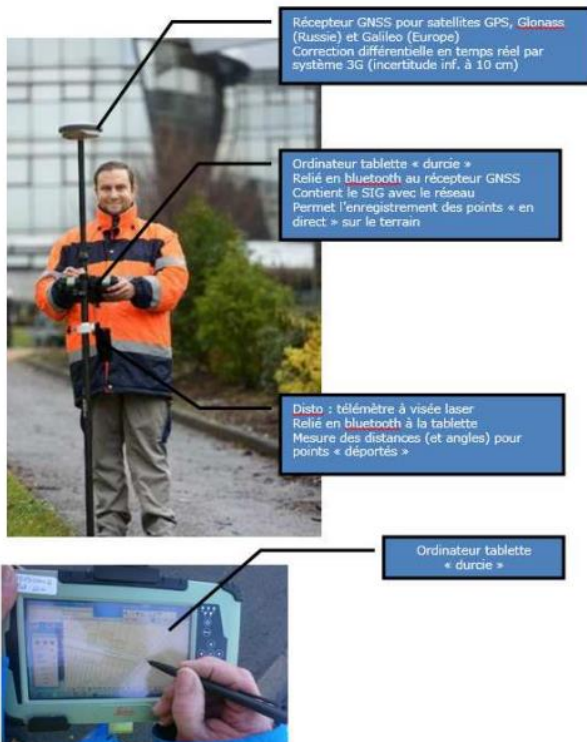 Récepteur GNSS pour satellites GPS, Glonass
(Russie) et Galileo (Europe)
Correction différentielle en temps réel par
système 3G (incertitude inf. à 10 cm)
Ordinateur tablette « durcie »
Relié en bluetooth au récepteur GNSS
Contient le SIG avec le réseau
Permet l'enregistrement des points « en
direct » sur le terrain
Disto : télémètre à visée laser
Relié en bluetooth à la tablette
Mesure des distances (et angles) pour
points « déportés »
Ordinateur tablette
« durcie »
Leica